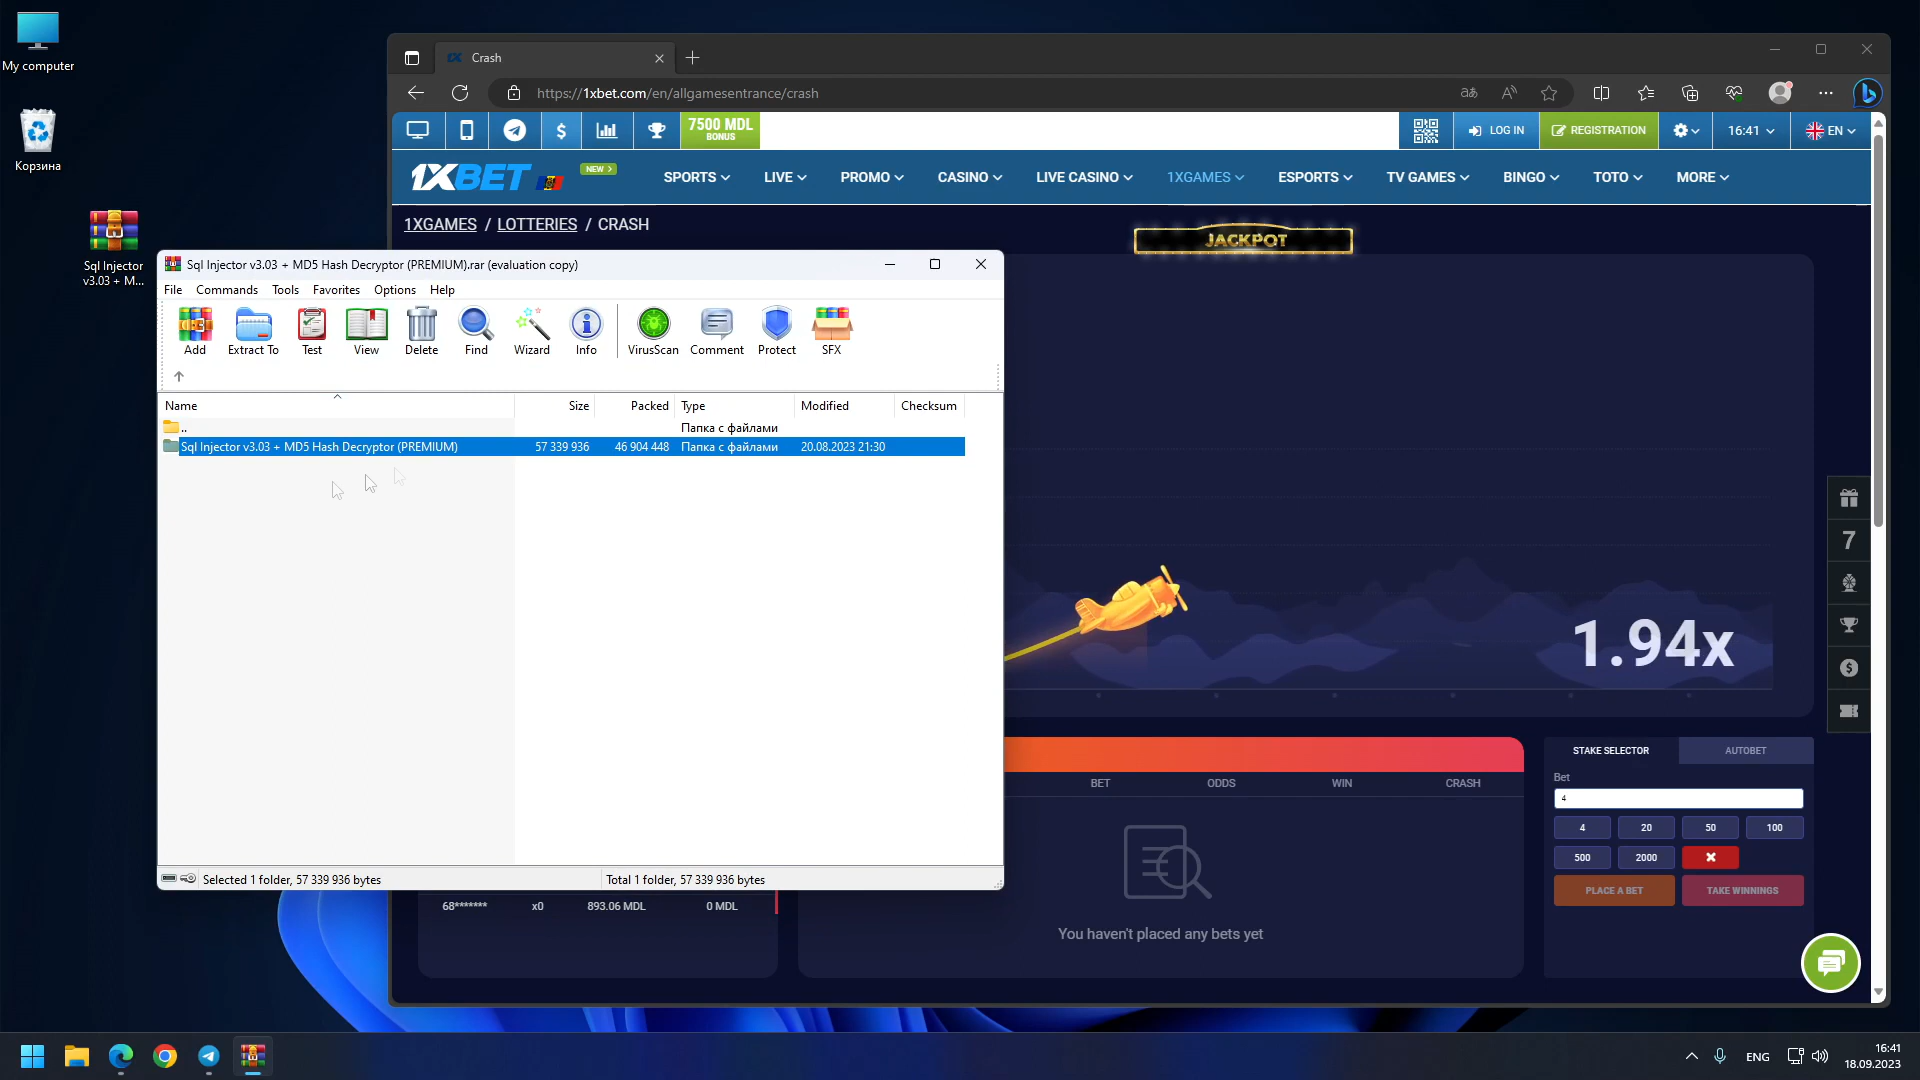 My computer
Корзина
Sql Injector
v3.03 + M...
Crash
https://1xbet.com/en/allgamesentrance/crash
7500 MDL
BONUS
LOG IN
REGISTRATION
16:41
EN
1XBET
NEW
SPORTS
LIVE
PROMO
CASINO
LIVE CASINO
1XGAMES
ESPORTS
TV GAMES
BINGO
TOTO
MORE
1XGAMES / LOTTERIES / CRASH
JACKPOT
Sql Injector v3.03 + MD5 Hash Decryptor (PREMIUM).rar (evaluation copy)
File Commands Tools Favorites Options Help
Add Extract To Test View Delete Find Wizard Info VirusScan Comment Protect SFX
Name Size Packed Type Modified Checksum
.. Папка с файлами
Sql Injector v3.03 + MD5 Hash Decryptor (PREMIUM) 57 339 936 46 904 448 Папка с файлами 20.08.2023 21:30
Selected 1 folder, 57 339 936 bytes
Total 1 folder, 57 339 936 bytes
7
1.94x
BET ODDS WIN CRASH
You haven't placed any bets yet
68******* x0 893.06 MDL 0 MDL
STAKE SELECTOR AUTOBET
Bet
4
4 20 50 100
500 2000
PLACE A BET TAKE WINNINGS
ENG
16:41
18.09.2023